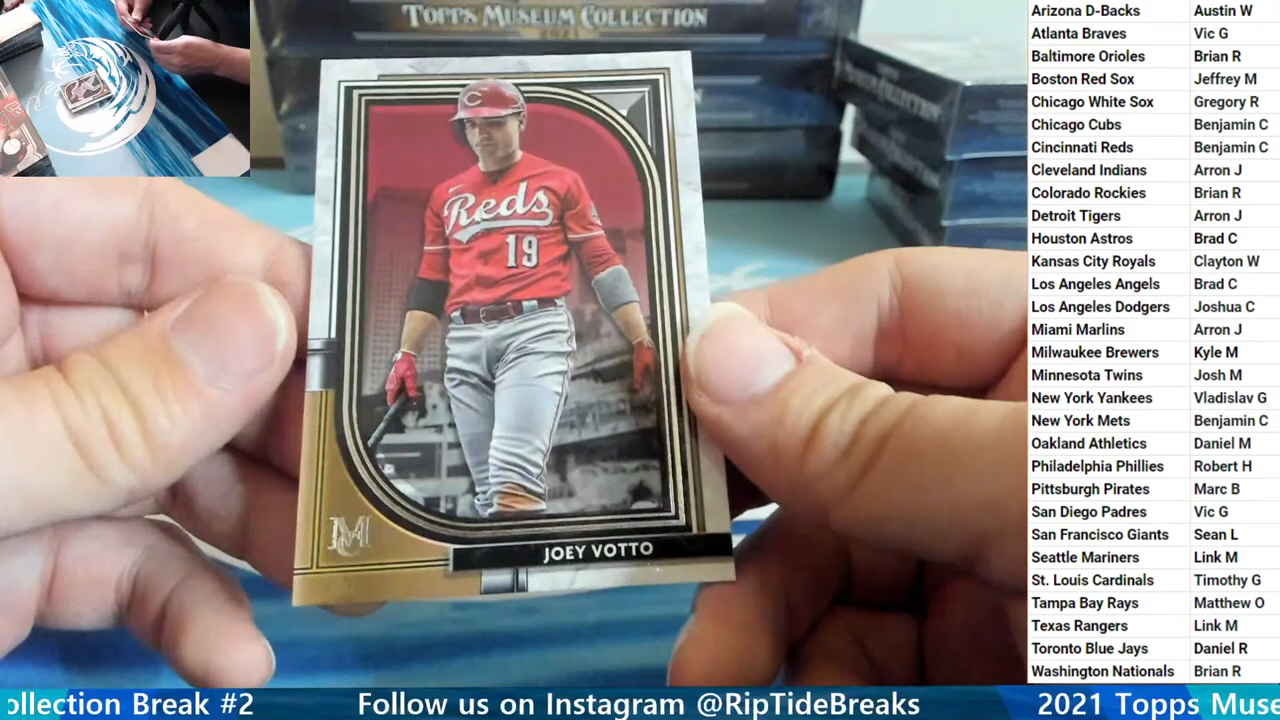 TOPPS MUSEUM COLLECTION
2021
COLLECTION
C
Reds
19
MC
JOEY VOTTO
Arizona D-Backs Austin W
Atlanta Braves Vic G
Baltimore Orioles Brian R
Boston Red Sox Jeffrey M
Chicago White Sox Gregory R
Chicago Cubs Benjamin C
Cincinnati Reds Benjamin C
Cleveland Indians Arron J
Colorado Rockies Brian R
Detroit Tigers Arron J
Houston Astros Brad C
Kansas City Royals Clayton W
Los Angeles Angels Brad C
Los Angeles Dodgers Joshua C
Miami Marlins Arron J
Milwaukee Brewers Kyle M
Minnesota Twins Josh M
New York Yankees Vladislav G
New York Mets Benjamin C
Oakland Athletics Daniel M
Philadelphia Phillies Robert H
Pittsburgh Pirates Marc B
San Diego Padres Vic G
San Francisco Giants Sean L
Seattle Mariners Link M
St. Louis Cardinals Timothy G
Tampa Bay Rays Matthew O
Texas Rangers Link M
Toronto Blue Jays Daniel R
Washington Nationals Brian R
ollection Break #2 Follow us on Instagram @RipTideBreaks 2021 Topps Muse